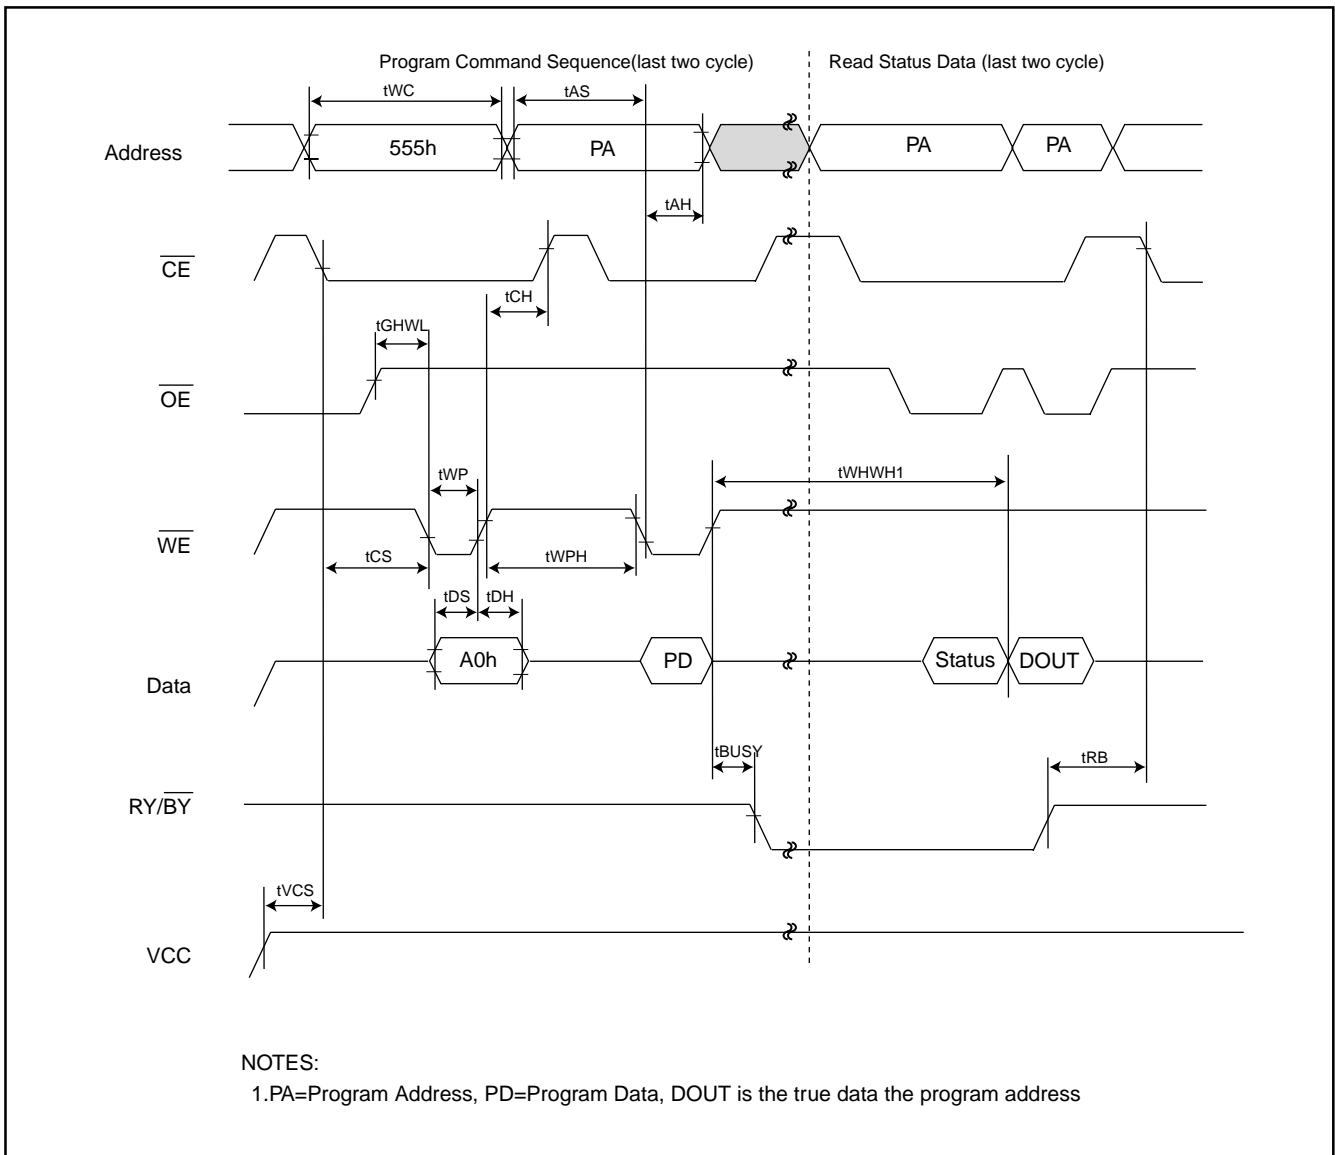 Program Command Sequence(last two cycle)
Read Status Data (last two cycle)
tWC
tAS
Address
555h
PA
PA
PA
tAH
CE
tCH
tGHWL
OE
tWP
tWHWH1
WE
tCS
tWPH
tDS
tDH
Data
A0h
PD
Status
DOUT
tBUSY
tRB
RY/BY
tVCS
VCC
NOTES:
1.PA=Program Address, PD=Program Data, DOUT is the true data the program address